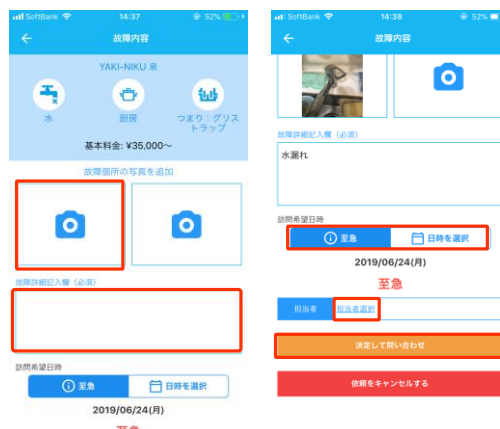 SoftBank 14:37 52%
故障内容
YAKI-NIKU 泉
水
厨房
つまり：グリス
トラップ
基本料金: ¥35,000〜
故障個所の写真を追加
故障詳細記入欄（必須）
訪問希望日時
至急
日時を選択
2019/06/24(月)
至急
SoftBank 14:38 52%
故障内容
故障詳細記入欄（必須）
水漏れ
訪問希望日時
至急
日時を選択
2019/06/24(月)
至急
担当者
担当者選択
決定して問い合わせ
依頼をキャンセルする